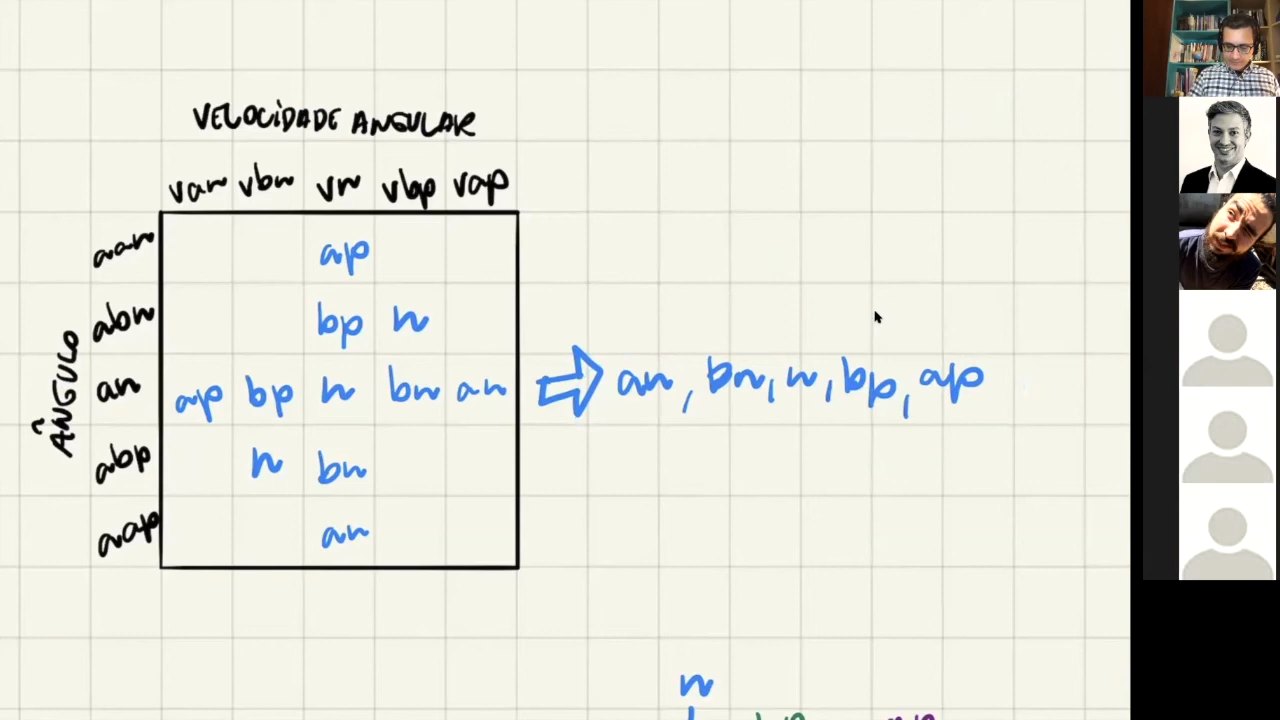 VELOCIDADE ANGULAR
van vbn vn vbp vap
ÂNGULO
aan ap
abn bp n
an ap bp n bn an ⇒ an, bn, n, bp, ap
abp n bn
aap an
n